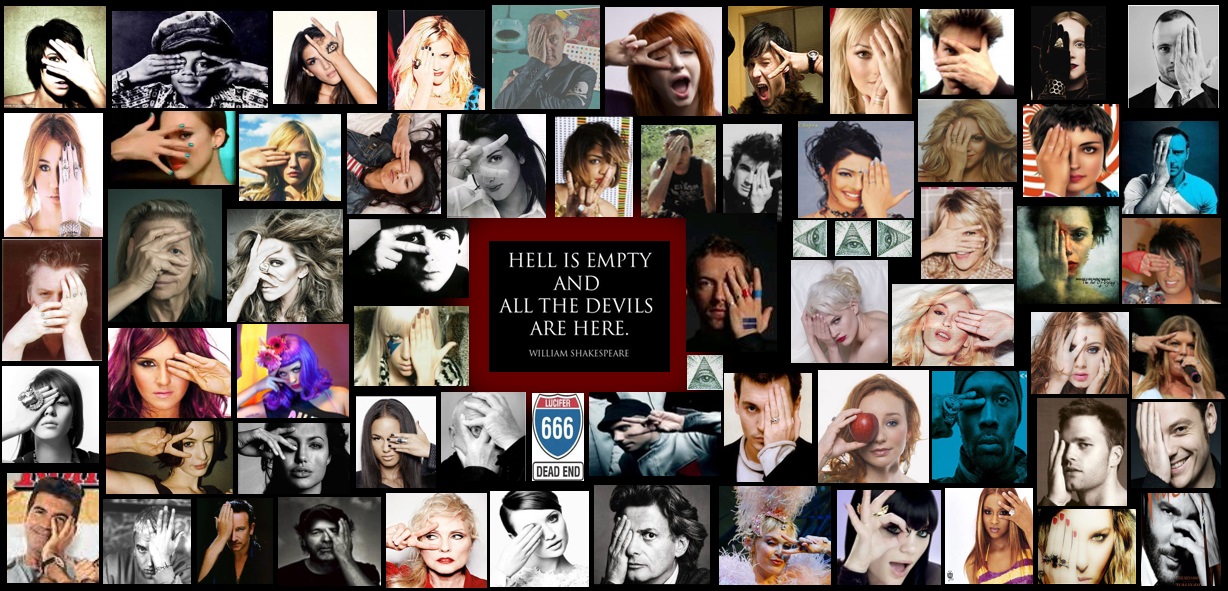 HELL IS EMPTY
AND
ALL THE DEVILS
ARE HERE.
WILLIAM SHAKESPEARE
LUCIFER
666
DEAD END